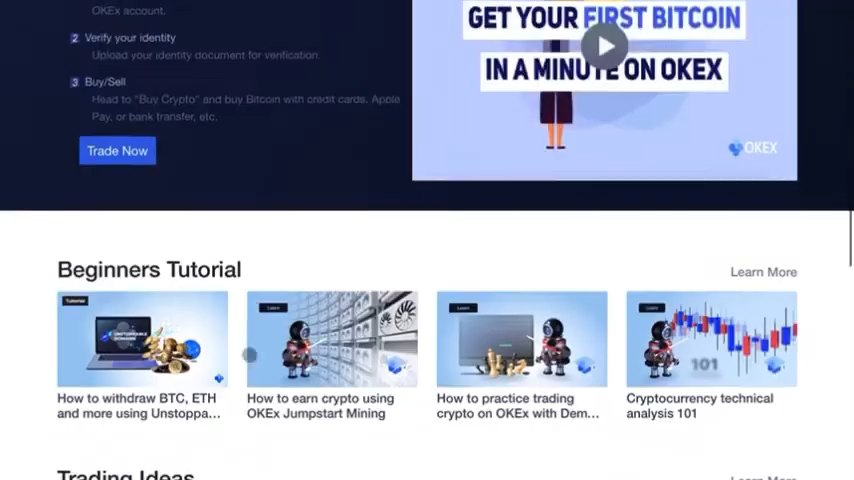 OKEx account.
2 Verify your identity
Upload your identity document for verification.
3 Buy/Sell
Head to "Buy Crypto" and buy Bitcoin with credit cards, Apple
Pay, or bank transfer, etc.
Trade Now
GET YOUR FIRST BITCOIN
IN A MINUTE ON OKEX
OKEX
Beginners Tutorial
Learn More
Tutorial
Learn
Learn
Learn
101
How to withdraw BTC, ETH
and more using Unstoppa...
How to earn crypto using
OKEx Jumpstart Mining
How to practice trading
crypto on OKEx with Dem...
Cryptocurrency technical
analysis 101
Trading Ideas
Learn More